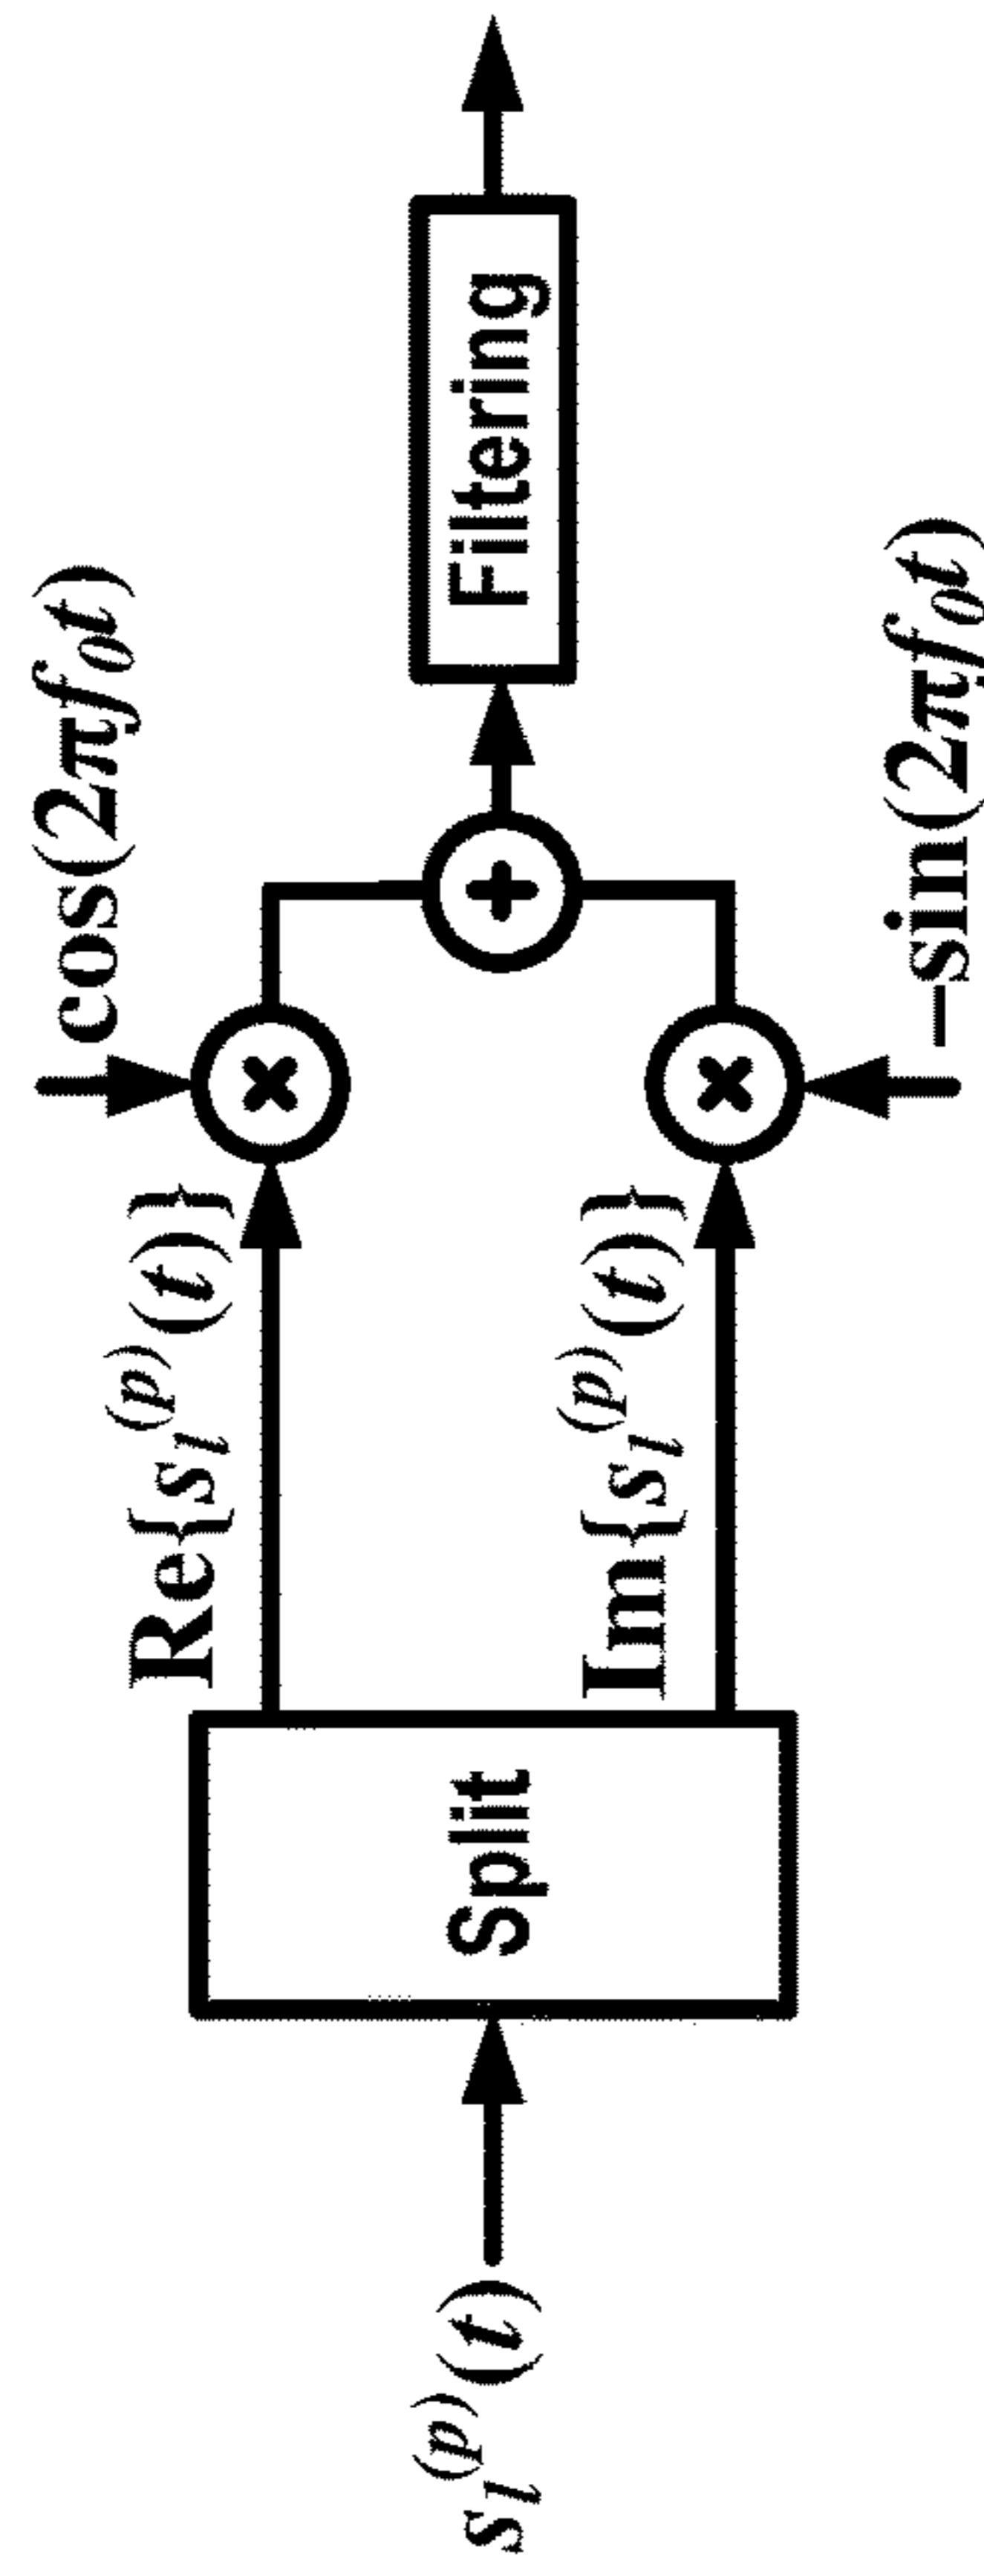 s_l^(p)(t)
Split
Re{s_l^(p)(t)}
Im{s_l^(p)(t)}
cos(2πf_0t)
–sin(2πf_0t)
Filtering